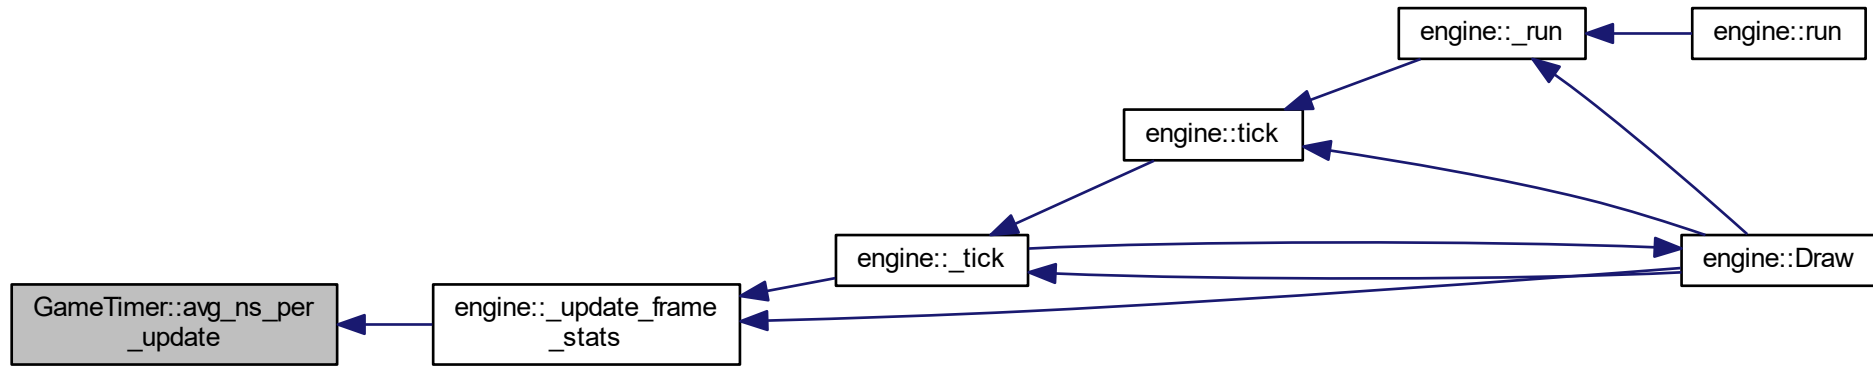 engine::_run
engine::run
engine::tick
engine::_tick
engine::Draw
GameTimer::avg_ns_per
_update
engine::_update_frame
_stats